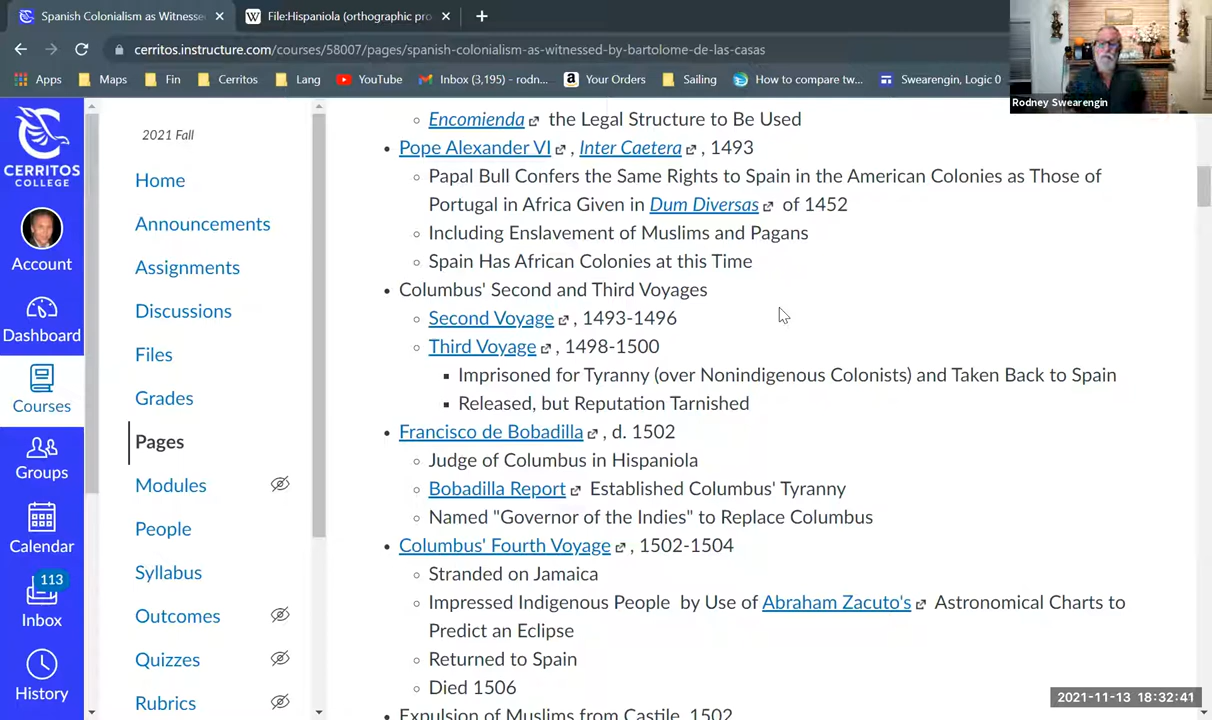 Spanish Colonialism as Witnesse
File:Hispaniola (orthographic pro
cerritos.instructure.com/courses/58007/pages/spanish-colonialism-as-witnessed-by-bartolome-de-las-casas
Apps Maps Fin Cerritos Lang YouTube Inbox (3,195) - rodn... Your Orders Sailing How to compare tw... Swearengin, Logic 0
Rodney Swearengin
CERRITOS
COLLEGE
Account
Dashboard
Courses
Groups
Calendar
113
Inbox
History
2021 Fall
Home
Announcements
Assignments
Discussions
Files
Grades
Pages
Modules
People
Syllabus
Outcomes
Quizzes
Rubrics
Encomienda the Legal Structure to Be Used
Pope Alexander VI , Inter Caetera , 1493
Papal Bull Confers the Same Rights to Spain in the American Colonies as Those of
Portugal in Africa Given in Dum Diversas of 1452
Including Enslavement of Muslims and Pagans
Spain Has African Colonies at this Time
Columbus' Second and Third Voyages
Second Voyage , 1493-1496
Third Voyage , 1498-1500
Imprisoned for Tyranny (over Nonindigenous Colonists) and Taken Back to Spain
Released, but Reputation Tarnished
Francisco de Bobadilla , d. 1502
Judge of Columbus in Hispaniola
Bobadilla Report Established Columbus' Tyranny
Named "Governor of the Indies" to Replace Columbus
Columbus' Fourth Voyage , 1502-1504
Stranded on Jamaica
Impressed Indigenous People by Use of Abraham Zacuto's Astronomical Charts to
Predict an Eclipse
Returned to Spain
Died 1506
Expulsion of Muslims from Castile, 1502
2021-11-13 18:32:41